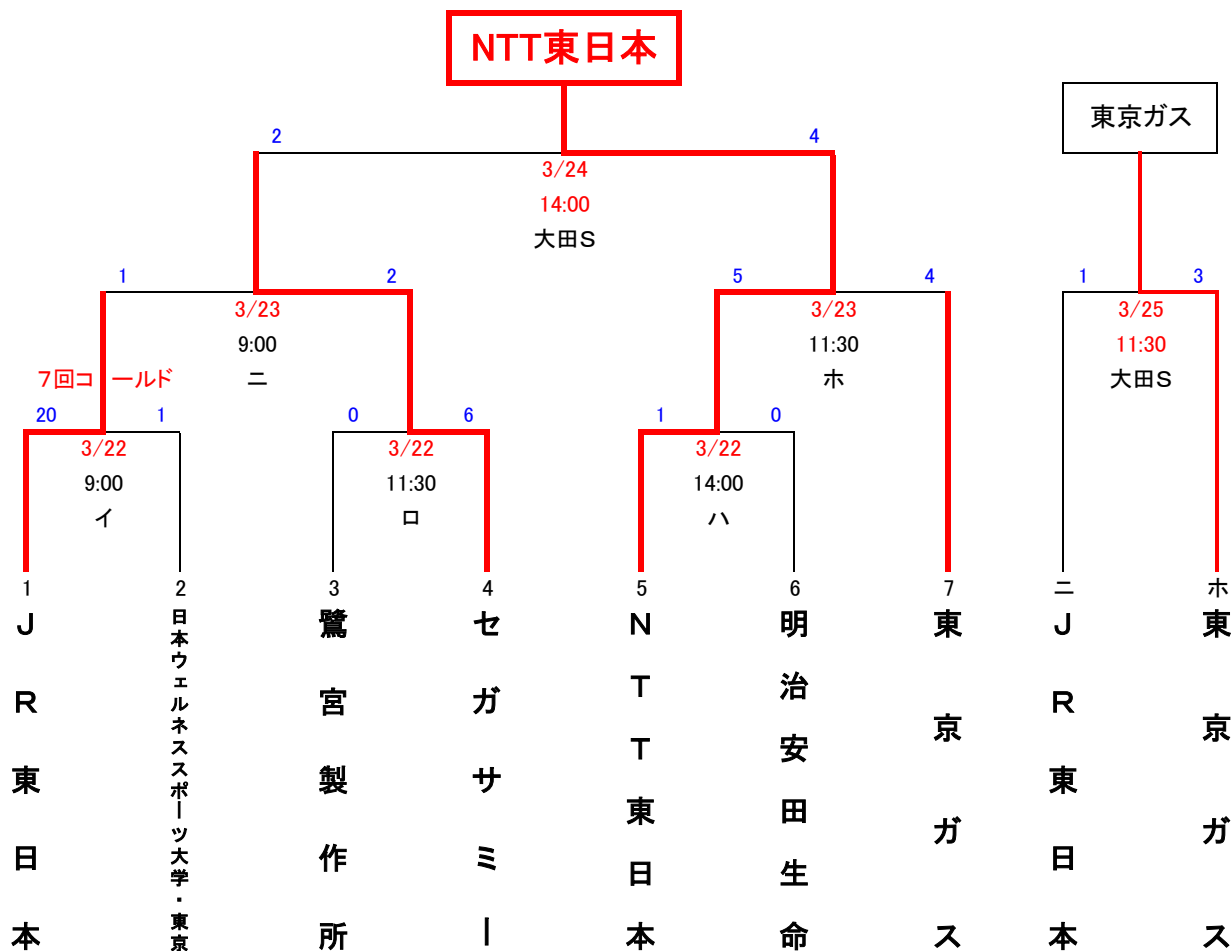 NTT東日本
東京ガス
2
4
3/24
14:00
大田S
1
2
5
4
1
3
3/23
3/23
3/25
9:00
11:30
11:30
ニ
ホ
大田S
7回コールド
20
1
0
6
1
0
3/22
3/22
3/22
9:00
11:30
14:00
イ
ロ
ハ
1
2
3
4
5
6
7
ニ
ホ
JR東日本
日本ウェルネススポーツ大学・東京
鷺宮製作所
セガサミー
NTT東日本
明治安田生命
東京ガス
JR東日本
東京ガス